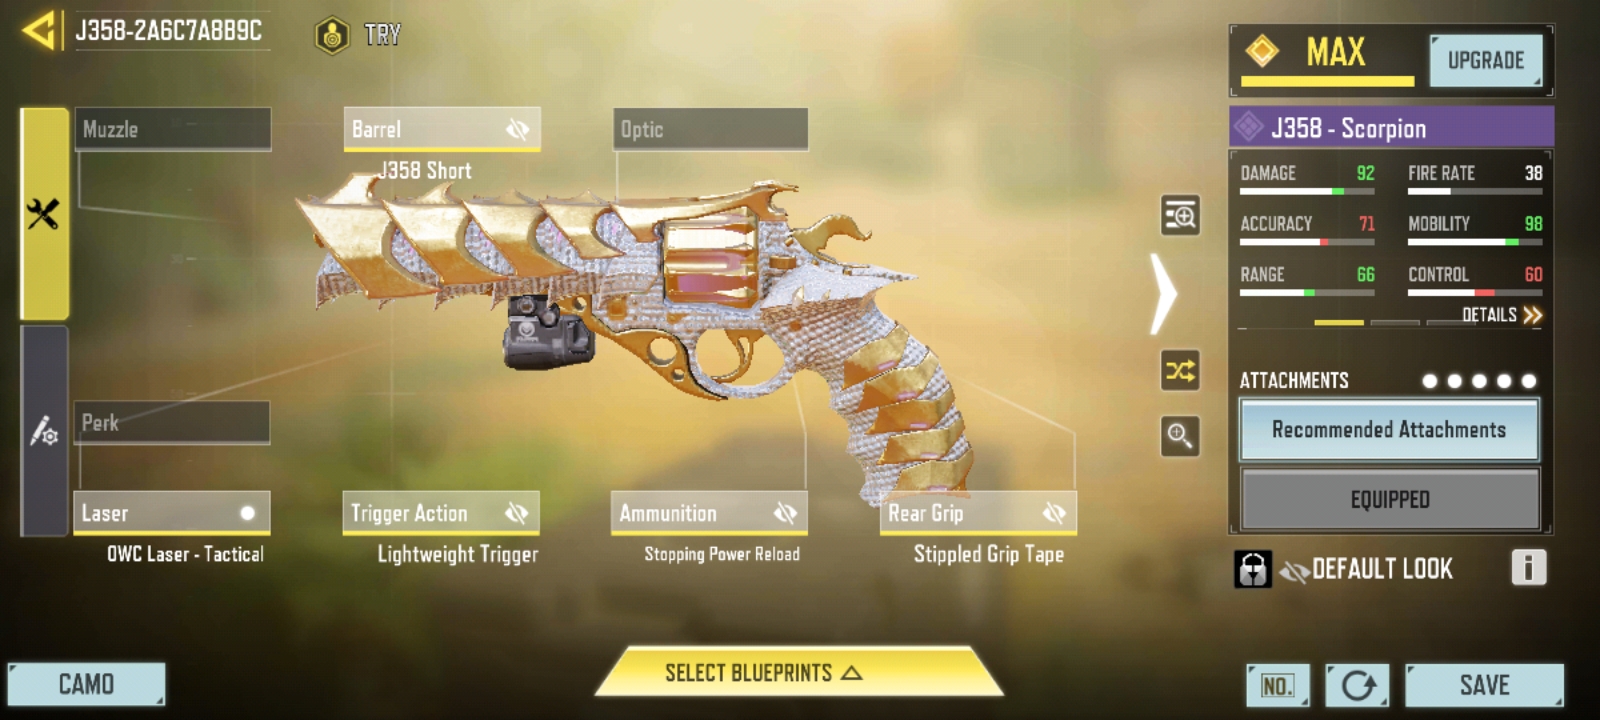 J358-2A6C7A8B9C
TRY
Muzzle
Barrel
J358 Short
Optic
Perk
Laser
OWC Laser - Tactical
Trigger Action
Lightweight Trigger
Ammunition
Stopping Power Reload
Rear Grip
Stippled Grip Tape
CAMO
SELECT BLUEPRINTS
MAX
UPGRADE
J358 - Scorpion
DAMAGE 92
FIRE RATE 38
ACCURACY 71
MOBILITY 98
RANGE 66
CONTROL 60
DETAILS
ATTACHMENTS
Recommended Attachments
EQUIPPED
DEFAULT LOOK
i
NO.
SAVE